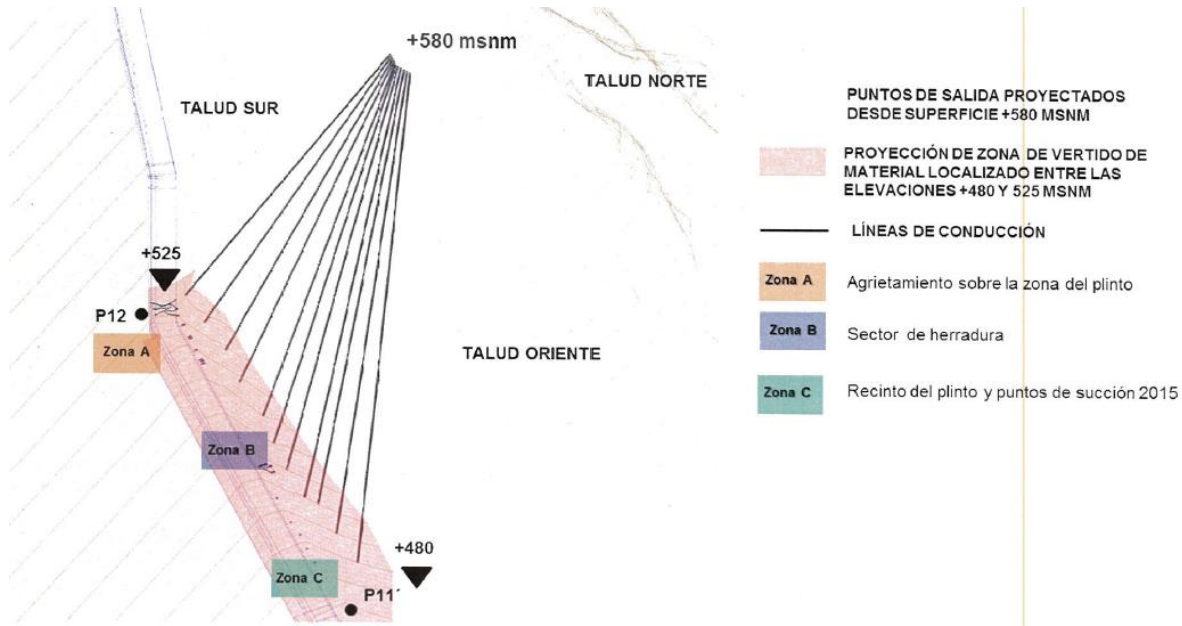 +580 msnm
TALUD NORTE
TALUD SUR
+525
P12
Zona A
TALUD ORIENTE
Zona B
+480
Zona C
P11´
PUNTOS DE SALIDA PROYECTADOS
DESDE SUPERFICIE +580 MSNM
PROYECCIÓN DE ZONA DE VERTIDO DE
MATERIAL LOCALIZADO ENTRE LAS
ELEVACIONES +480 Y 525 MSNM
LÍNEAS DE CONDUCCIÓN
Zona A Agrietamiento sobre la zona del plinto
Zona B Sector de herradura
Zona C Recinto del plinto y puntos de succión 2015